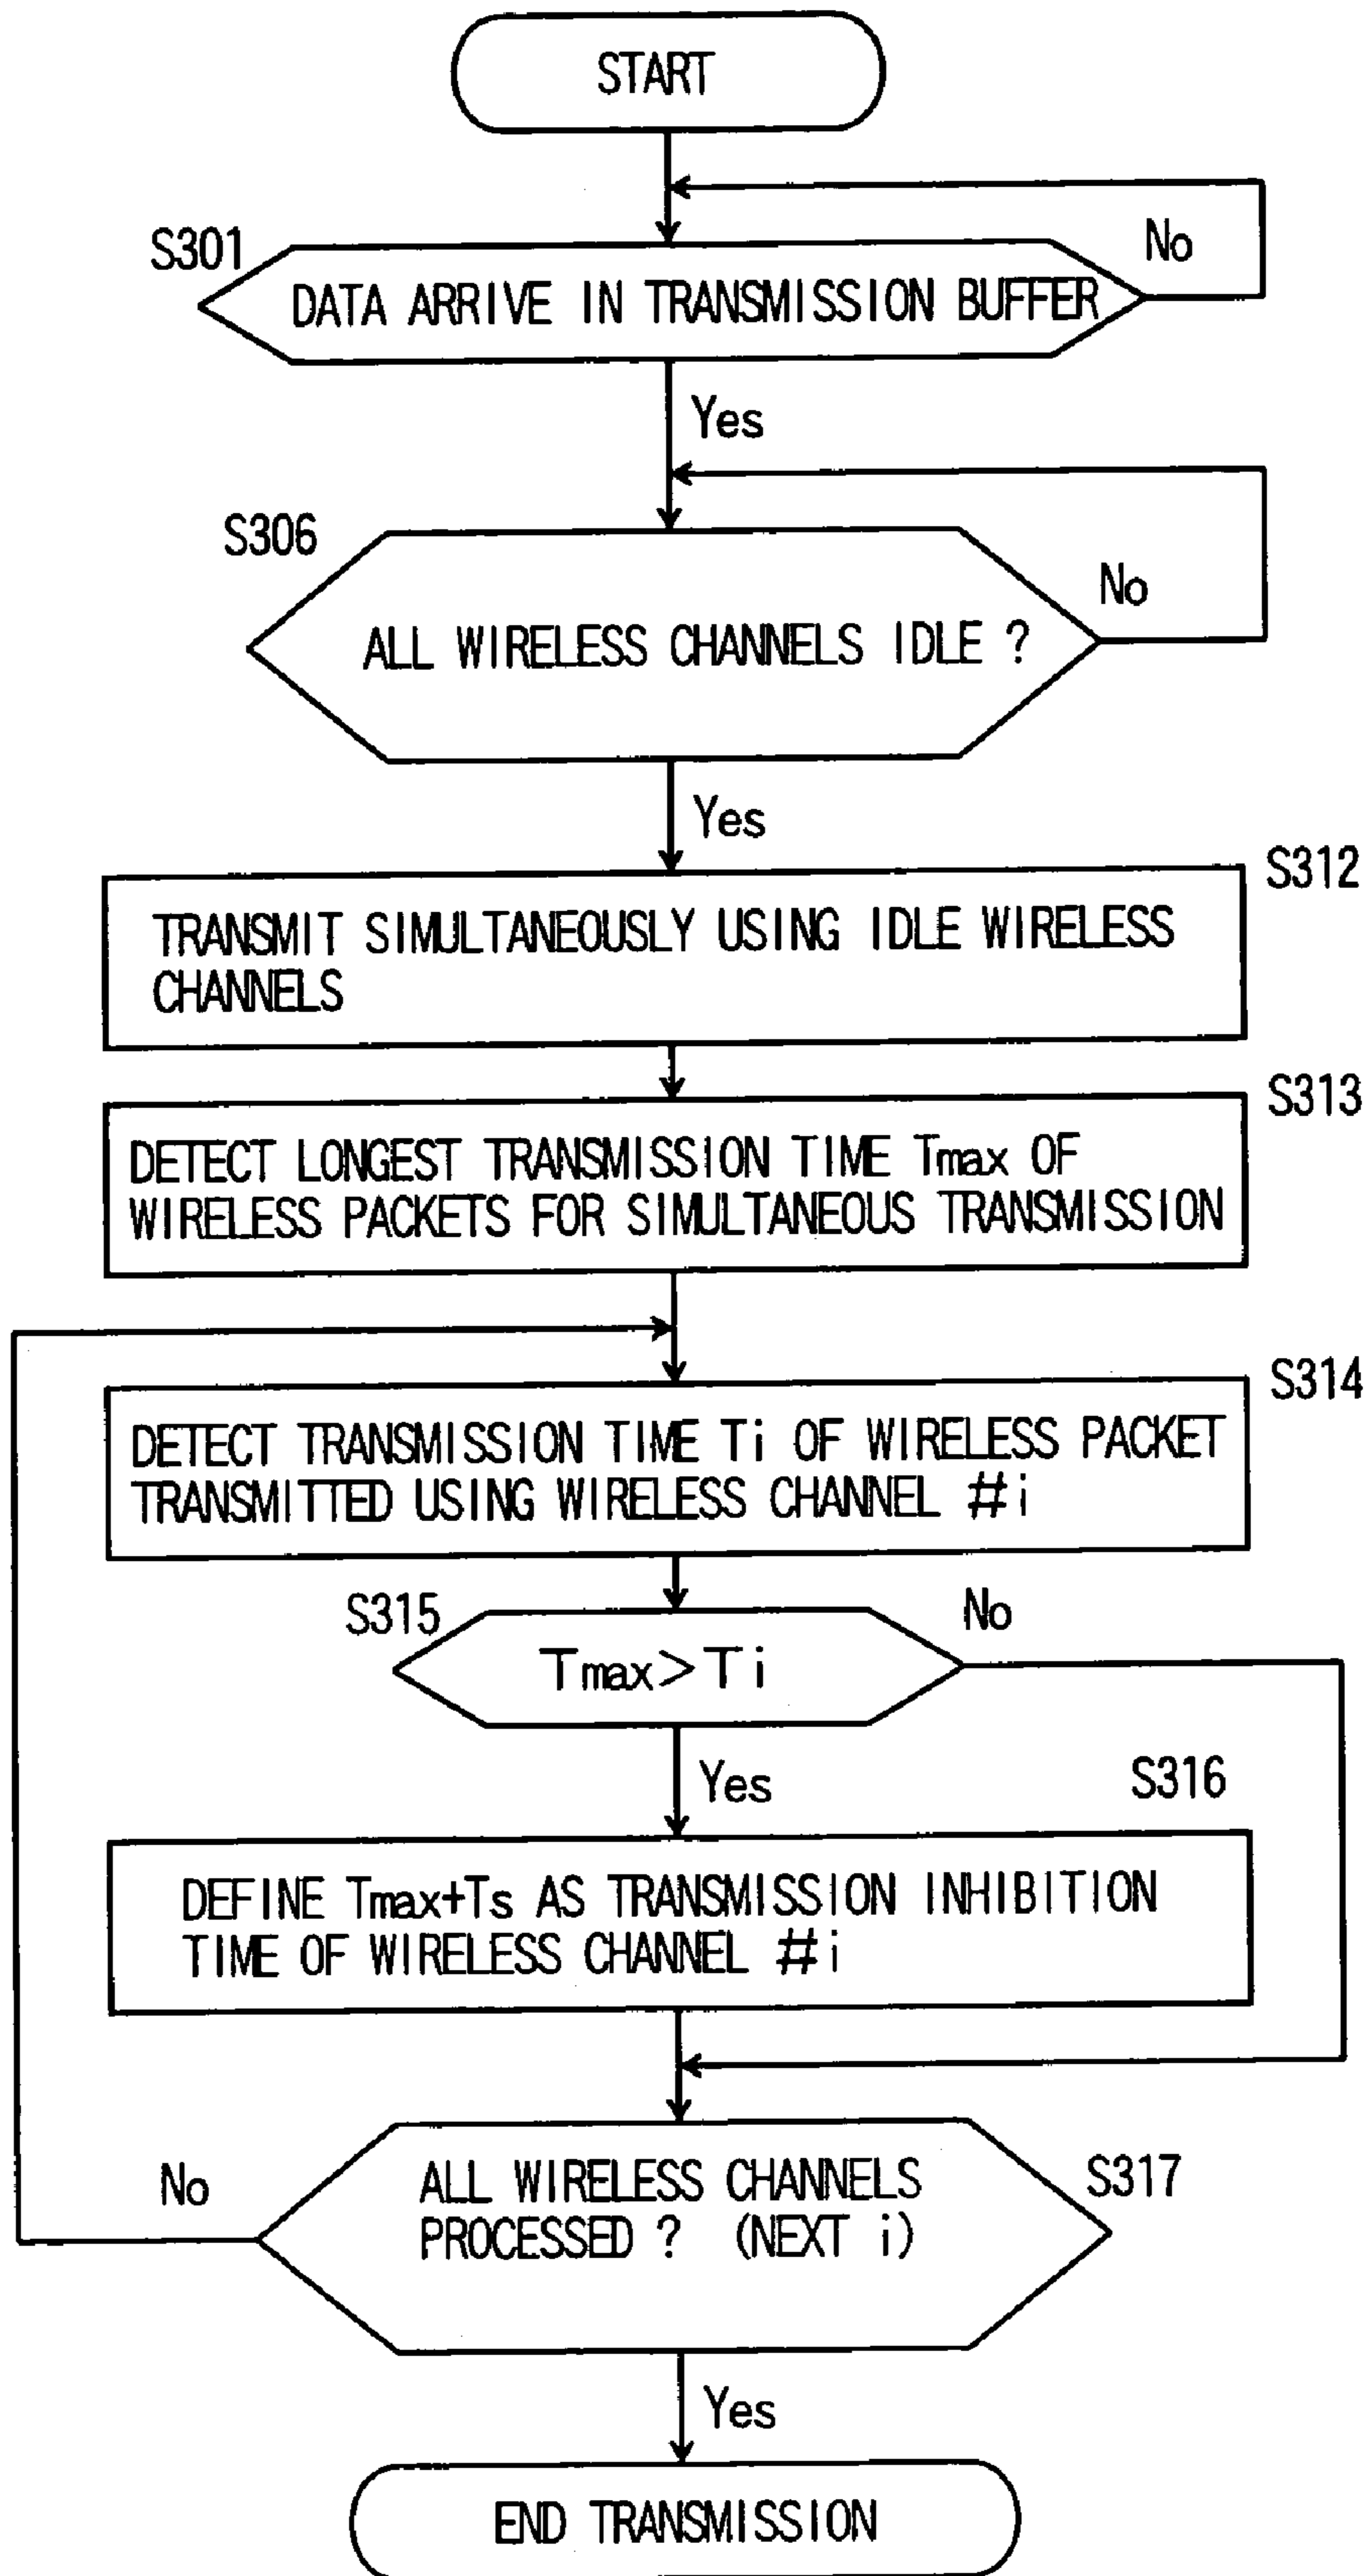 START
No
S301
DATA ARRIVE IN TRANSMISSION BUFFER
Yes
S306
No
ALL WIRELESS CHANNELS IDLE ?
Yes
S312
TRANSMIT SIMULTANEOUSLY USING IDLE WIRELESS
CHANNELS
S313
DETECT LONGEST TRANSMISSION TIME Tmax OF
WIRELESS PACKETS FOR SIMULTANEOUS TRANSMISSION
S314
DETECT TRANSMISSION TIME Ti OF WIRELESS PACKET
TRANSMITTED USING WIRELESS CHANNEL #i
S315
No
Tmax>Ti
Yes
S316
DEFINE Tmax+Ts AS TRANSMISSION INHIBITION
TIME OF WIRELESS CHANNEL #i
No
ALL WIRELESS CHANNELS
PROCESSED ? (NEXT i)
S317
Yes
END TRANSMISSION